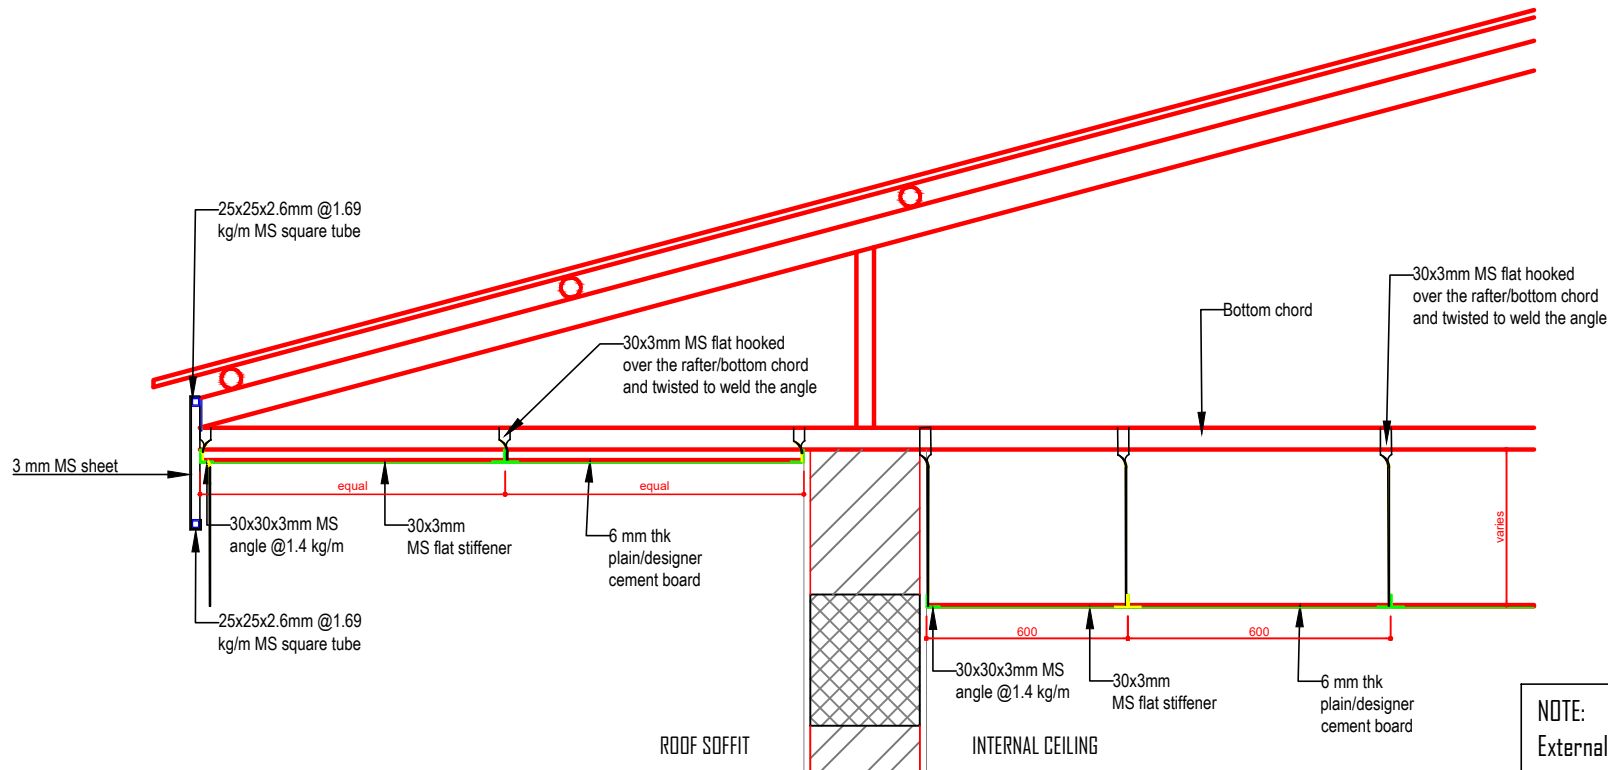 25x25x2.6mm @1.69
kg/m MS square tube
30x3mm MS flat hooked
over the rafter/bottom chord
and twisted to weld the angle
Bottom chord
30x3mm MS flat hooked
over the rafter/bottom chord
and twisted to weld the angle
3 mm MS sheet
equal
equal
30x30x3mm MS
angle @1.4 kg/m
30x3mm
MS flat stiffener
6 mm thk
plain/designer
cement board
varies
25x25x2.6mm @1.69
kg/m MS square tube
600
600
30x30x3mm MS
angle @1.4 kg/m
30x3mm
MS flat stiffener
6 mm thk
plain/designer
cement board
ROOF SOFFIT
INTERNAL CEILING
NOTE:
External